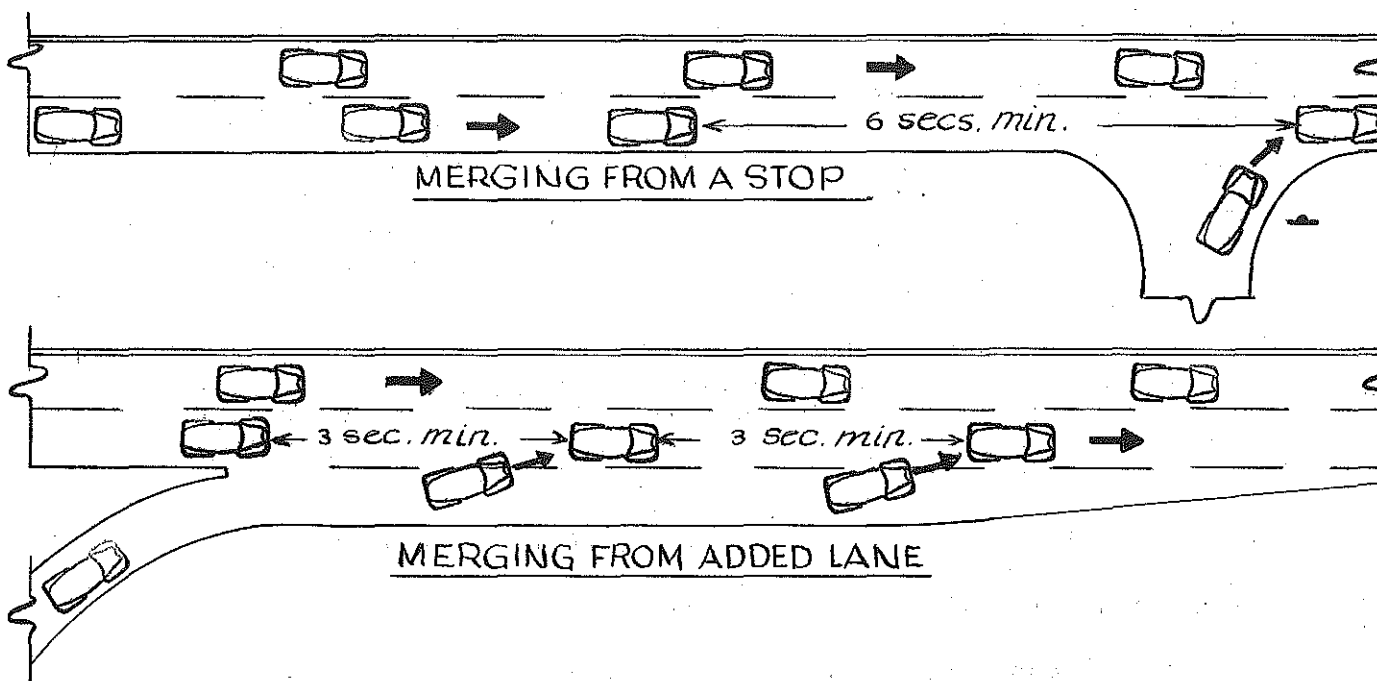 6 secs. min.
MERGING FROM A STOP
3 sec. min.
3 sec. min.
MERGING FROM ADDED LANE